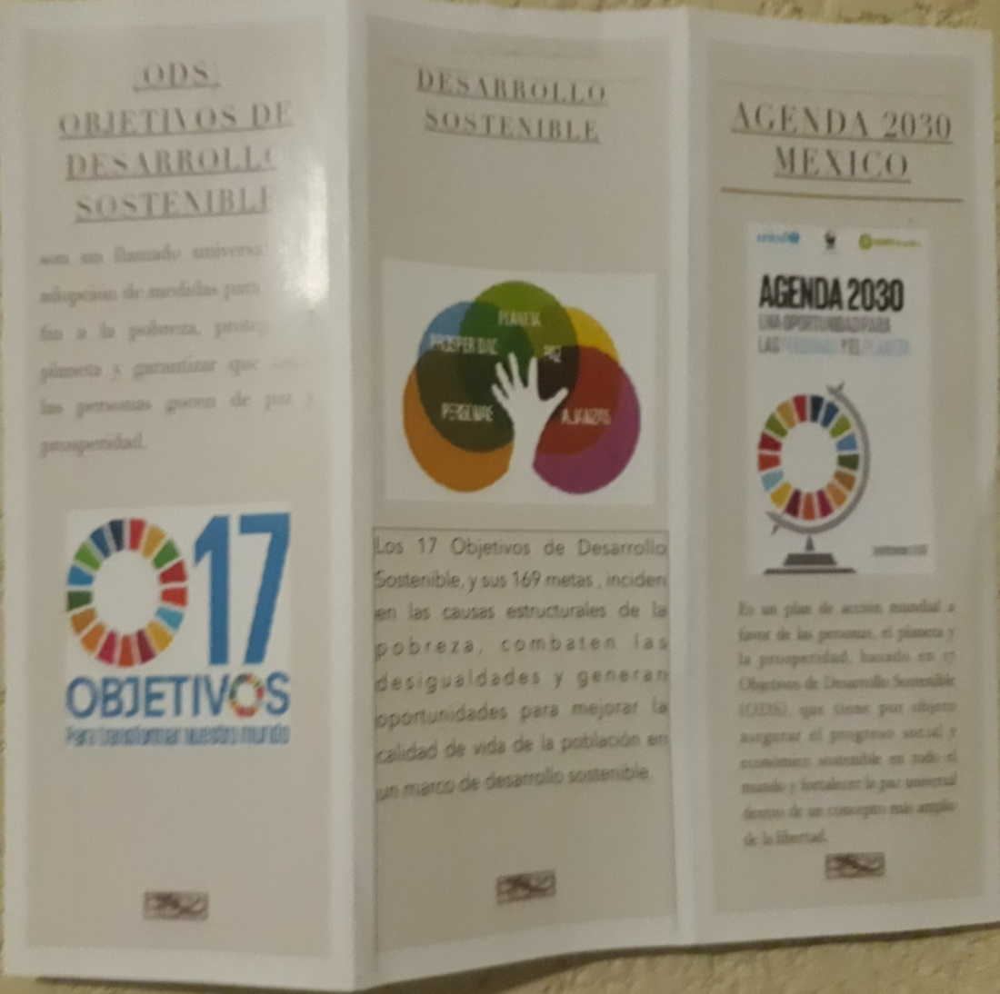 ODS.
OBJETIVOS DE
DESARROLLO
SOSTENIBLE
son un llamado universa
adopción de medidas para
fin a la pobreza, proteg
planeta y garantizar que
las personas gocen de paz y
prosperidad.
17
OBJETIVOS
Para transformar nuestro mundo
DESARROLLO
SOSTENIBLE
PLANETA
PROSPERIDAD
PAZ
PERSONAS
ALIANZAS
Los 17 Objetivos de Desarrollo
Sostenible, y sus 169 metas , inciden
en las causas estructurales de la
pobreza, combaten las
desigualdades y generan
oportunidades para mejorar la
calidad de vida de la población en
un marco de desarrollo sostenible.
AGENDA 2030
MEXICO
unicef
AGENDA 2030
UNA OPORTUNIDAD PARA
LAS PERSONAS Y EL PLANETA
Es un plan de acción mundial a
favor de las personas, el planeta y
la prosperidad, basado en 17
Objetivos de Desarrollo Sostenible
(ODS), que tiene por objeto
asegurar el progreso social y
económico sostenible en todo el
mundo y fortalecer la paz universal
dentro de un concepto más amplio
de la libertad.